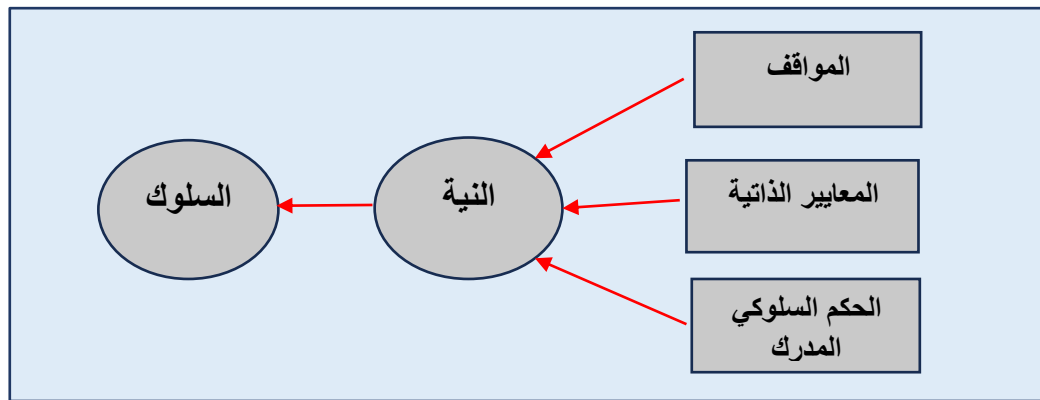 المواقف
المعايير الذاتية
الحكم السلوكي
المدرك
النية
السلوك